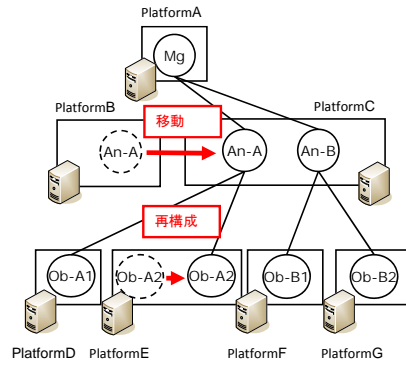 PlatformA
Mg
PlatformB
移動
PlatformC
An-A
An-A
An-B
再構成
Ob-A1
Ob-A2
Ob-A2
Ob-B1
Ob-B2
PlatformD
PlatformE
PlatformF
PlatformG